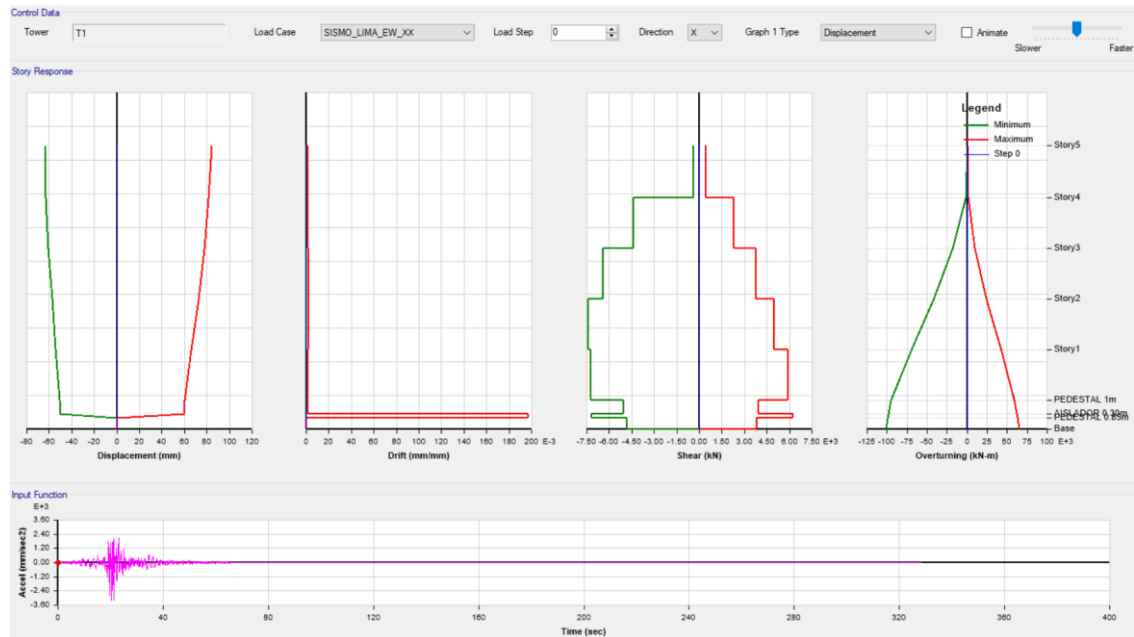 Control Data
Tower T1 Load Case SISMO_LIMA_EW_XX Load Step 0 Direction X Graph 1 Type Displacement Animate
Slower Faster
Story Response
Legend
Minimum
Maximum
Step 0
Story5
Story4
Story3
Story2
Story1
PEDESTAL 1m
AISLADOR 0.30m
PEDESTAL 0.85m
Base
-80 -60 -40 -20 0 20 40 60 80 100 120
Displacement (mm)
0 20 40 60 80 100 120 140 160 180 200 E-3
Drift (mm/mm)
-7.50 -6.00 -4.50 -3.00 -1.50 0.00 1.50 3.00 4.50 6.00 7.50 E+3
Shear (kN)
-125 -100 -75 -50 -25 0 25 50 75 100 E+3
Overturning (kN-m)
Input Function
E+3
3.60
2.40
1.20
0.00
-1.20
-2.40
-3.60
Accel (mm/sec2)
0 40 80 120 160 200 240 280 320 360 400
Time (sec)